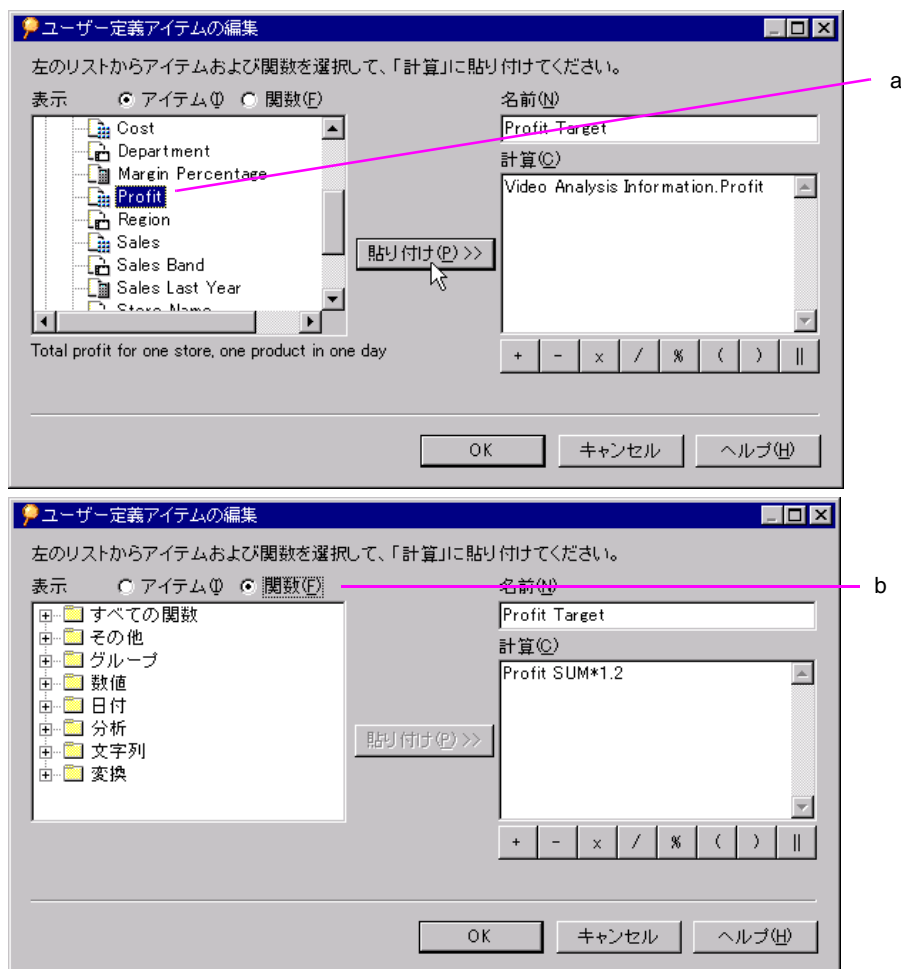 ユーザー定義アイテムの編集
左のリストからアイテムおよび関数を選択して、「計算」に貼り付けてください。
表示 アイテム(I) 関数(F)
Cost
Department
Margin Percentage
Profit
Region
Sales
Sales Band
Sales Last Year
Store Name
Total profit for one store, one product in one day
貼り付け(P) >>
名前(N)
Profit Target
計算(C)
Video Analysis Information.Profit
+ - x / % ( ) ||
OK キャンセル ヘルプ(H)
a
ユーザー定義アイテムの編集
左のリストからアイテムおよび関数を選択して、「計算」に貼り付けてください。
表示 アイテム(I) 関数(F)
すべての関数
その他
グループ
数値
日付
分析
文字列
変換
貼り付け(P) >>
名前(N)
Profit Target
計算(C)
Profit SUM*1.2
+ - x / % ( ) ||
OK キャンセル ヘルプ(H)
b